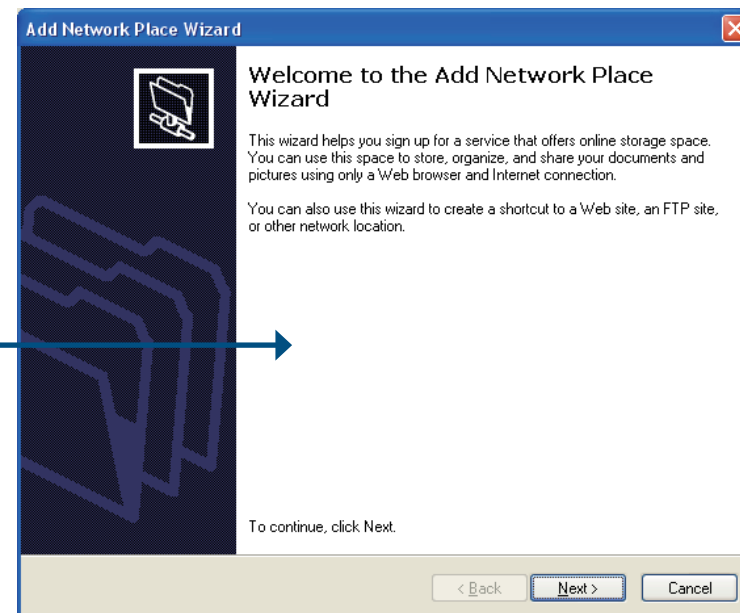 Add Network Place Wizard
Welcome to the Add Network Place
Wizard
This wizard helps you sign up for a service that offers online storage space.
You can use this space to store, organize, and share your documents and
pictures using only a Web browser and Internet connection.
You can also use this wizard to create a shortcut to a Web site, an FTP site,
or other network location.
To continue, click Next.
< Back
Next >
Cancel